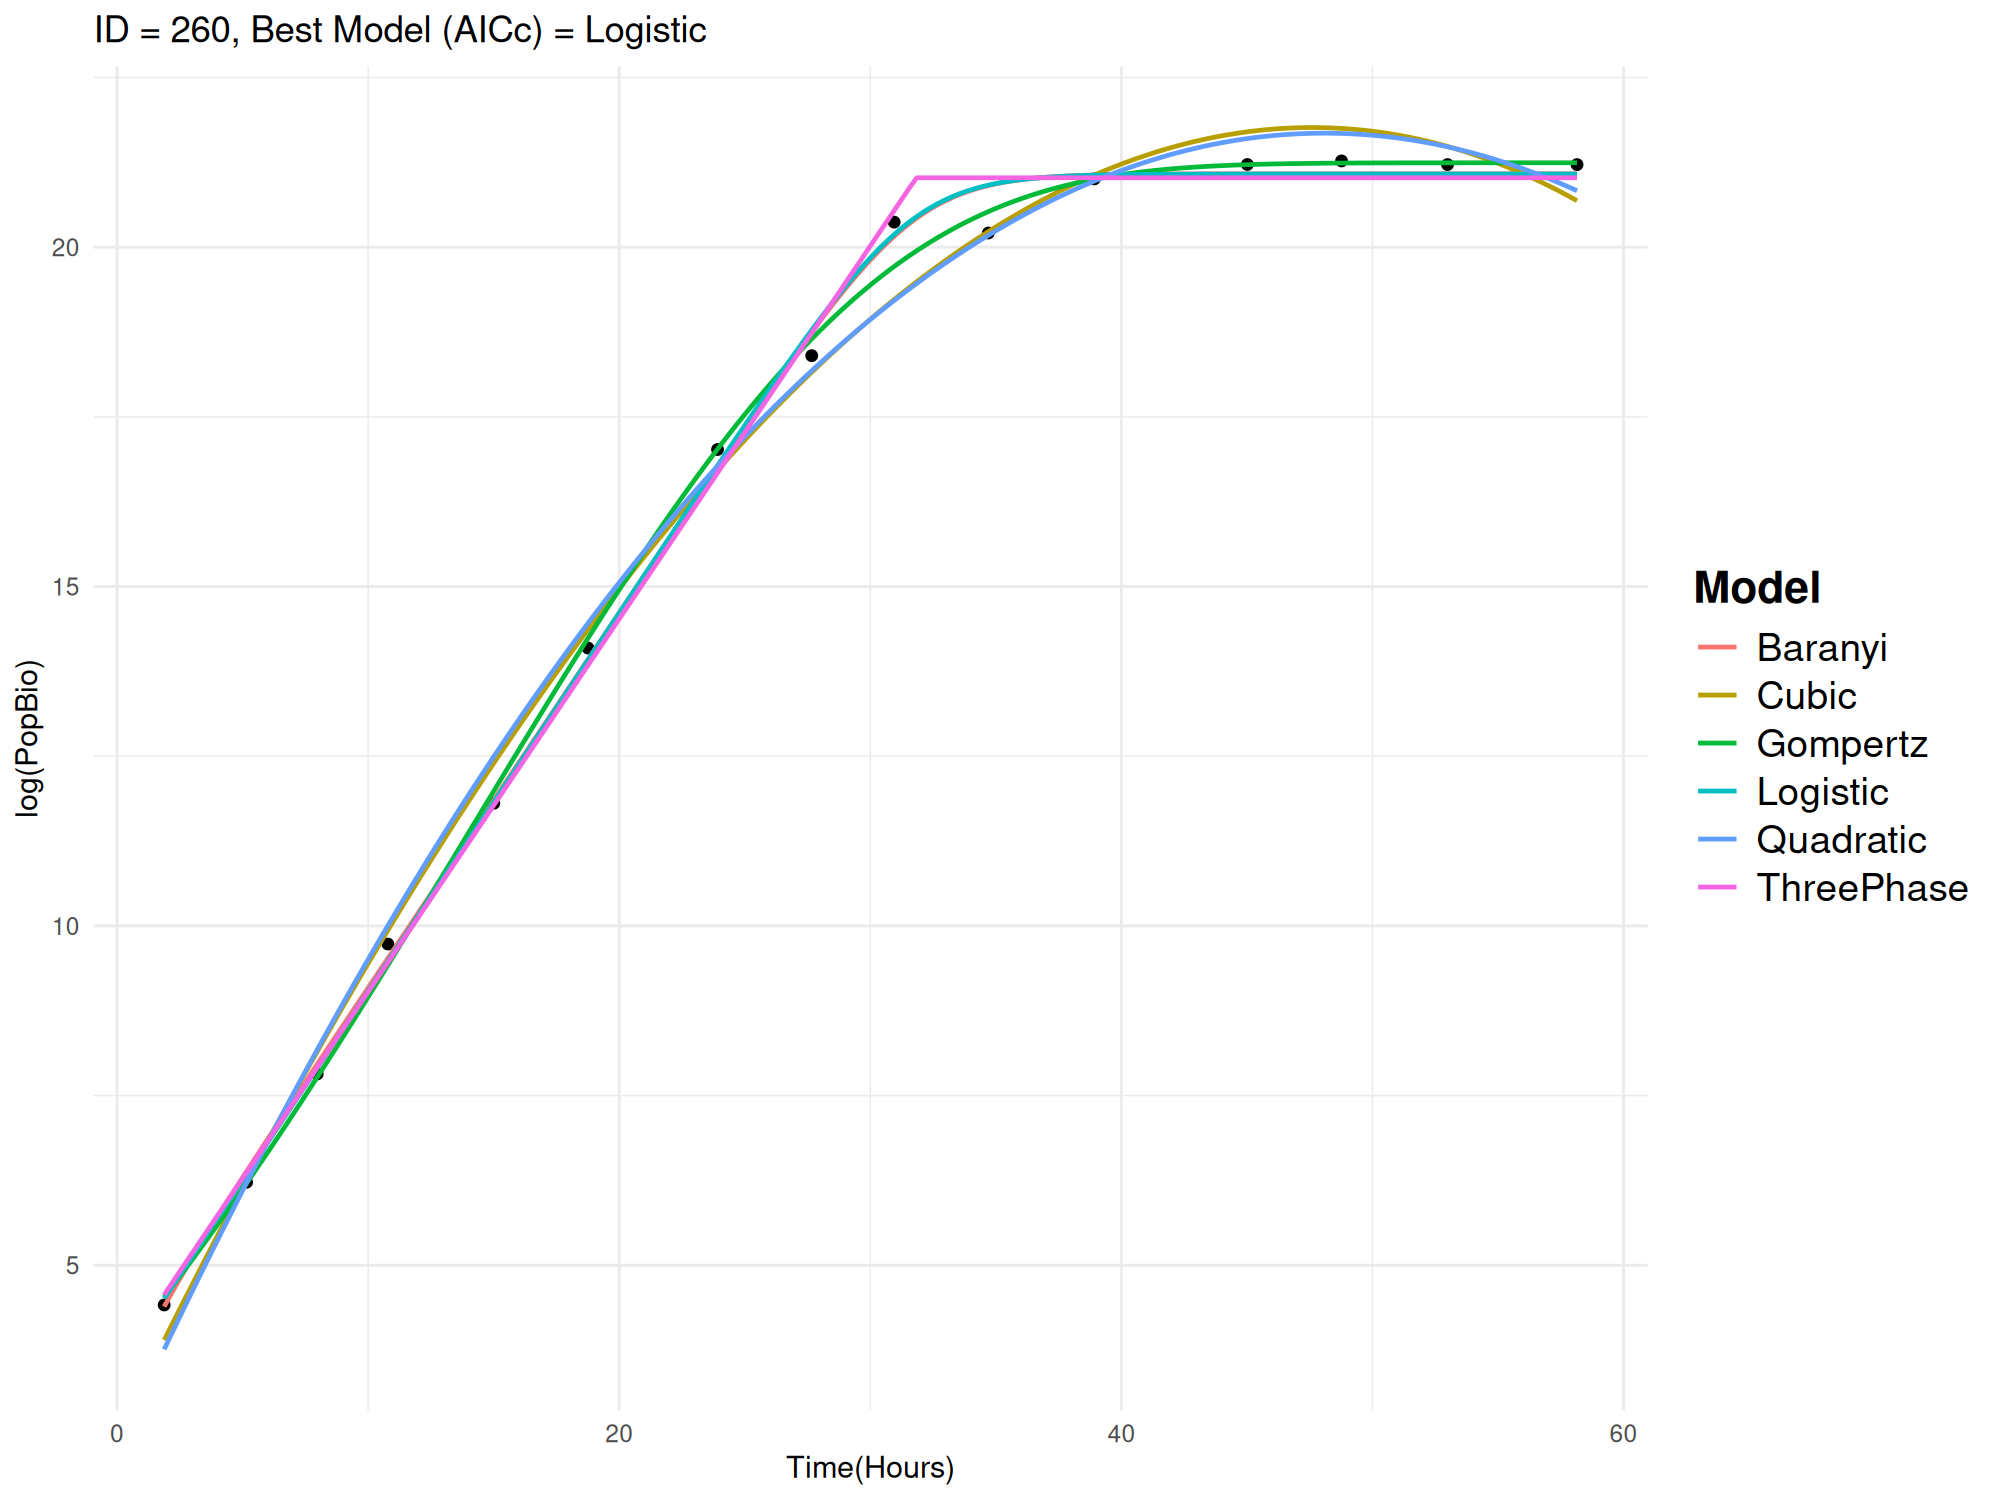 ID = 260, Best Model (AICc) = Logistic
log(PopBio)
20
15
10
5
0
20
40
60
Time(Hours)
Model
Baranyi
Cubic
Gompertz
Logistic
Quadratic
ThreePhase